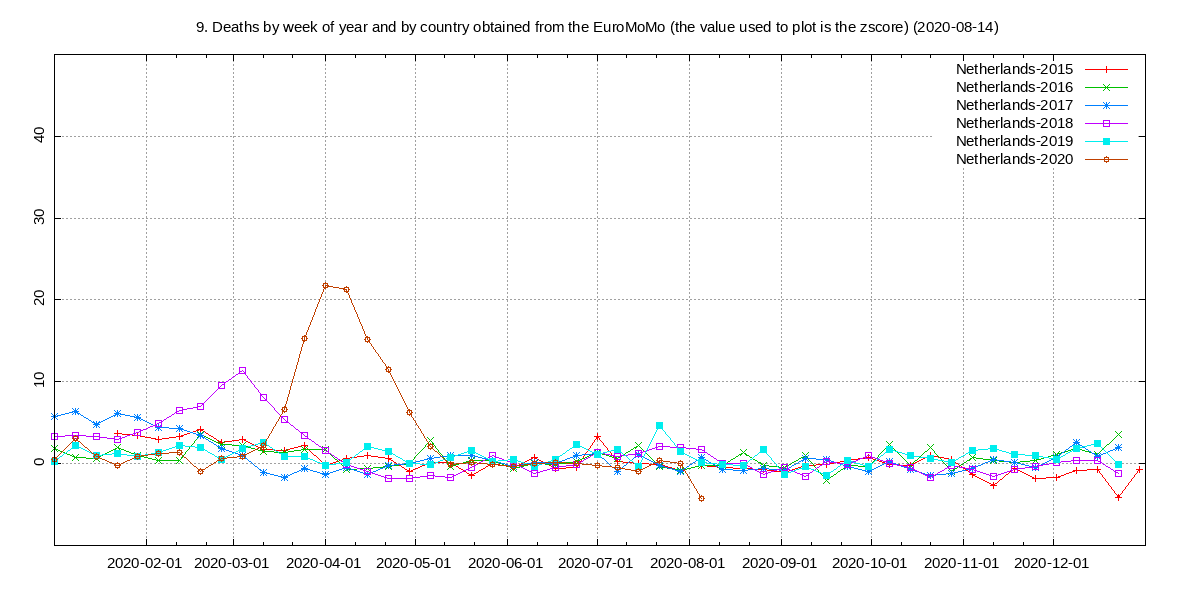 9. Deaths by week of year and by country obtained from the EuroMoMo (the value used to plot is the zscore) (2020-08-14)
Netherlands-2015
Netherlands-2016
Netherlands-2017
Netherlands-2018
Netherlands-2019
Netherlands-2020
40
30
20
10
0
2020-02-01 2020-03-01 2020-04-01 2020-05-01 2020-06-01 2020-07-01 2020-08-01 2020-09-01 2020-10-01 2020-11-01 2020-12-01